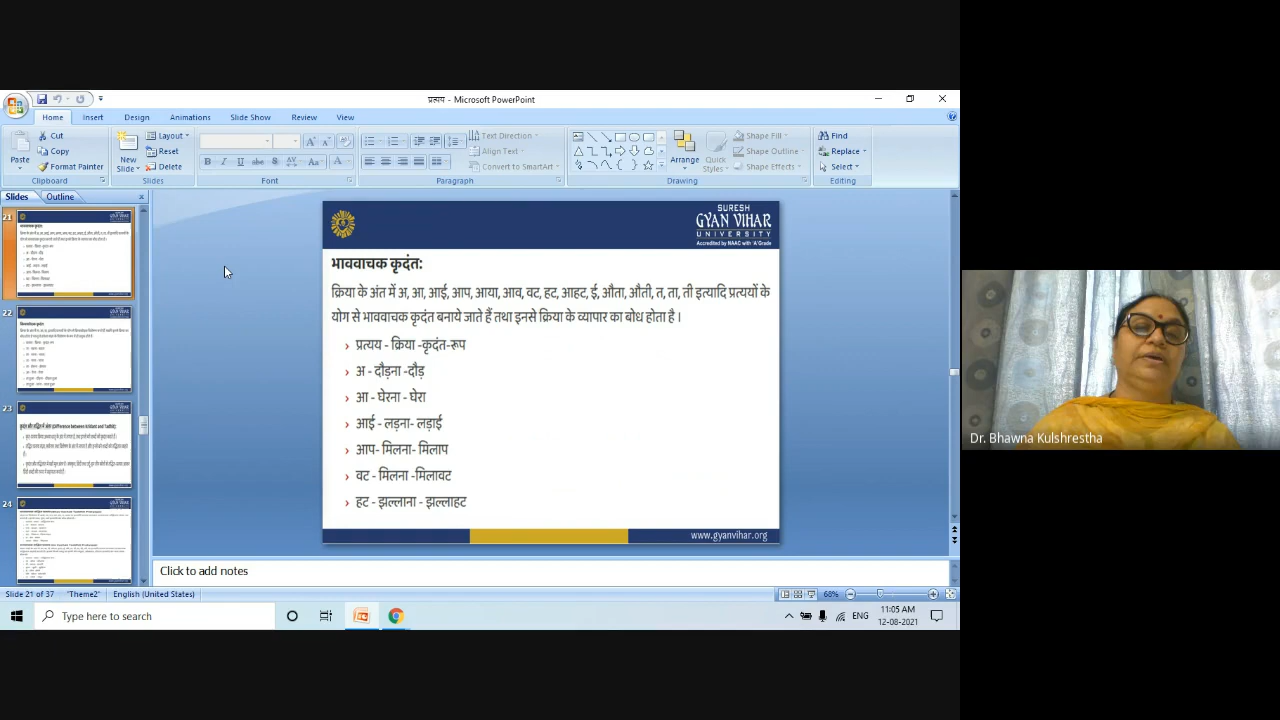 प्रत्यय - Microsoft PowerPoint
Home Insert Design Animations Slide Show Review View
Paste Cut Copy Format Painter
New Slide Layout Reset Delete
Text Direction Align Text Convert to SmartArt
Arrange Quick Styles Shape Fill Shape Outline Shape Effects
Find Replace Select
Clipboard Slides Font Paragraph Drawing Editing
Slides Outline
21
22
23
24
SURESH
GYAN VIHAR
UNIVERSITY
Accredited by NAAC with 'A'Grade
भाववाचक कृदंत:
क्रिया के अंत में अ, आ, आई, आप, आया, आव, वट, हट, आहट, ई, औता, औती, त, ता, ती इत्यादि प्रत्ययों के
योग से भाववाचक कृदंत बनाये जाते हैं तथा इनसे क्रिया के व्यापार का बोध होता है ।
› प्रत्यय - क्रिया -कृदंत-रूप
› अ - दौड़ना -दौड़
› आ - घेरना - घेरा
› आई - लड़ना- लड़ाई
› आप- मिलना- मिलाप
› वट - मिलना -मिलावट
› हट - झल्लाना - झल्लाहट
www.gyanvihar.org
Click to add notes
Slide 21 of 37 "Theme2" English (United States) 68%
Type here to search
ENG
11:05 AM
12-08-2021
Dr. Bhawna Kulshrestha